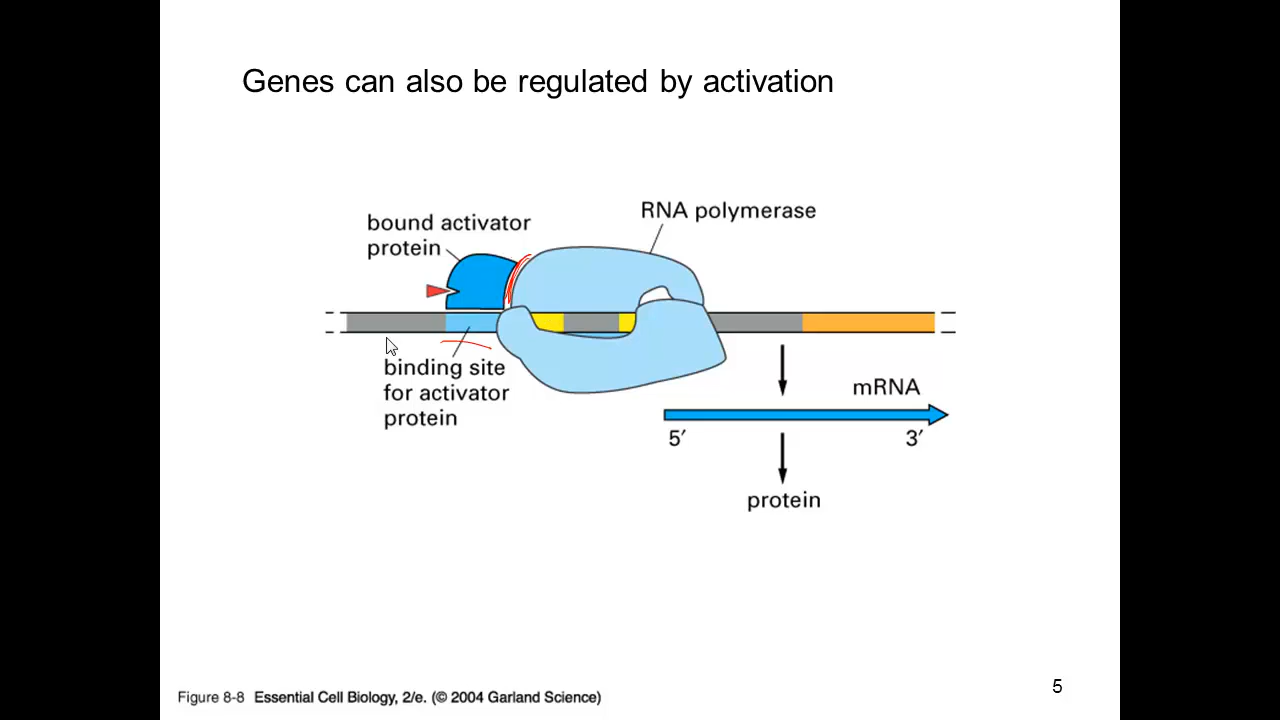 Genes can also be regulated by activation
bound activator
protein
RNA polymerase
binding site
for activator
protein
mRNA
5′
3′
protein
Figure 8-8 Essential Cell Biology, 2/e. (© 2004 Garland Science)
5